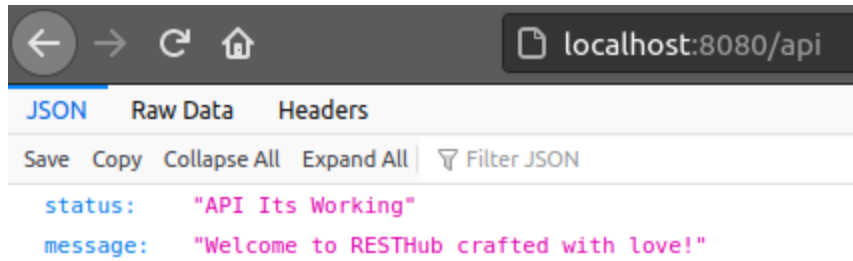 localhost:8080/api
JSON Raw Data Headers
Save Copy Collapse All Expand All Filter JSON
status: "API Its Working"
message: "Welcome to RESTHub crafted with love!"